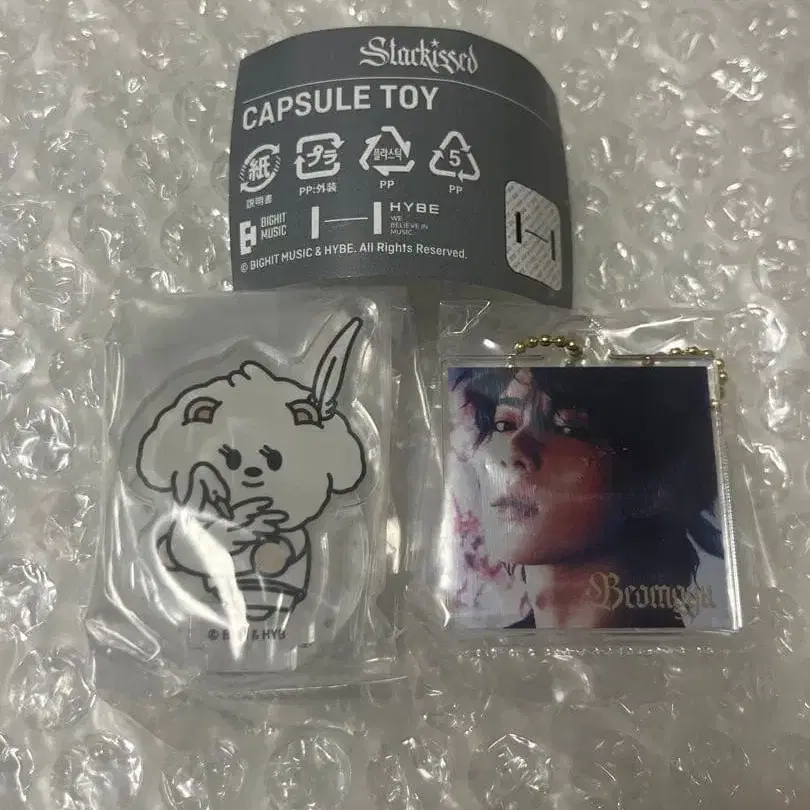 Starkissed
CAPSULE TOY
紙
プラ
플라스틱
5
説明書
PP:外装
PP
PP
BIGHIT
MUSIC
HYBE
WE
BELIEVE IN
MUSIC
© BIGHIT MUSIC & HYBE. All Rights Reserved.
Beomgyu
© B & HYB